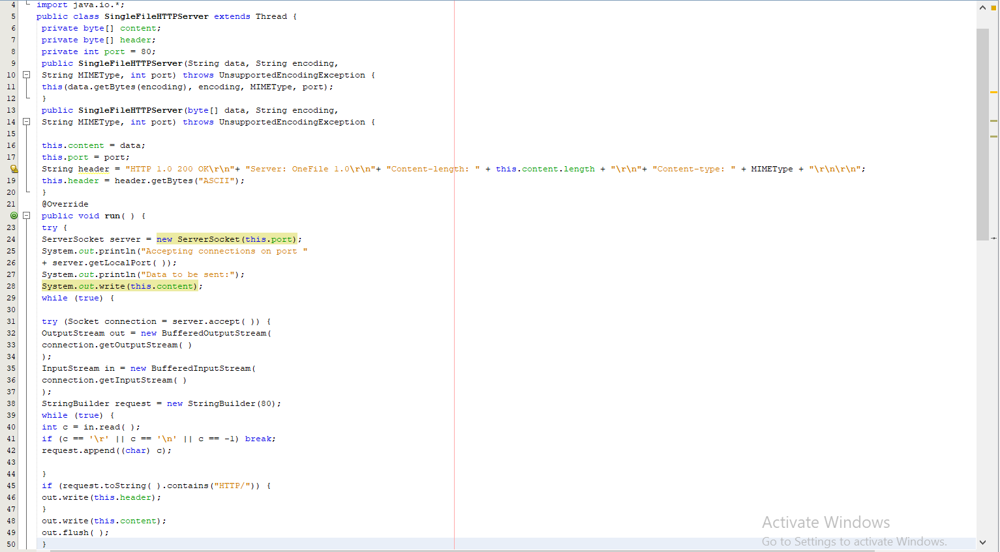 4 import java.io.*;
5 public class SingleFileHTTPServer extends Thread {
6 private byte[] content;
7 private byte[] header;
8 private int port = 80;
9 public SingleFileHTTPServer(String data, String encoding,
10 String MIMEType, int port) throws UnsupportedEncodingException {
11 this(data.getBytes(encoding), encoding, MIMEType, port);
12 }
13 public SingleFileHTTPServer(byte[] data, String encoding,
14 String MIMEType, int port) throws UnsupportedEncodingException {
15
16 this.content = data;
17 this.port = port;
String header = "HTTP 1.0 200 OK\r\n"+ "Server: OneFile 1.0\r\n"+ "Content-length: " + this.content.length + "\r\n"+ "Content-type: " + MIMEType + "\r\n\r\n";
19 this.header = header.getBytes("ASCII");
20 }
21 @Override
public void run( ) {
23 try {
24 ServerSocket server = new ServerSocket(this.port);
25 System.out.println("Accepting connections on port "
26 + server.getLocalPort( ));
27 System.out.println("Data to be sent:");
28 System.out.write(this.content);
29 while (true) {
30
31 try (Socket connection = server.accept( )) {
32 OutputStream out = new BufferedOutputStream(
33 connection.getOutputStream( )
34 );
35 InputStream in = new BufferedInputStream(
36 connection.getInputStream( )
37 );
38 StringBuilder request = new StringBuilder(80);
39 while (true) {
40 int c = in.read( );
41 if (c == '\r' || c == '\n' || c == -1) break;
42 request.append((char) c);
43
44 }
45 if (request.toString( ).contains("HTTP/")) {
46 out.write(this.header);
47 }
48 out.write(this.content);
49 out.flush( );
50 }
Activate Windows
Go to Settings to activate Windows.